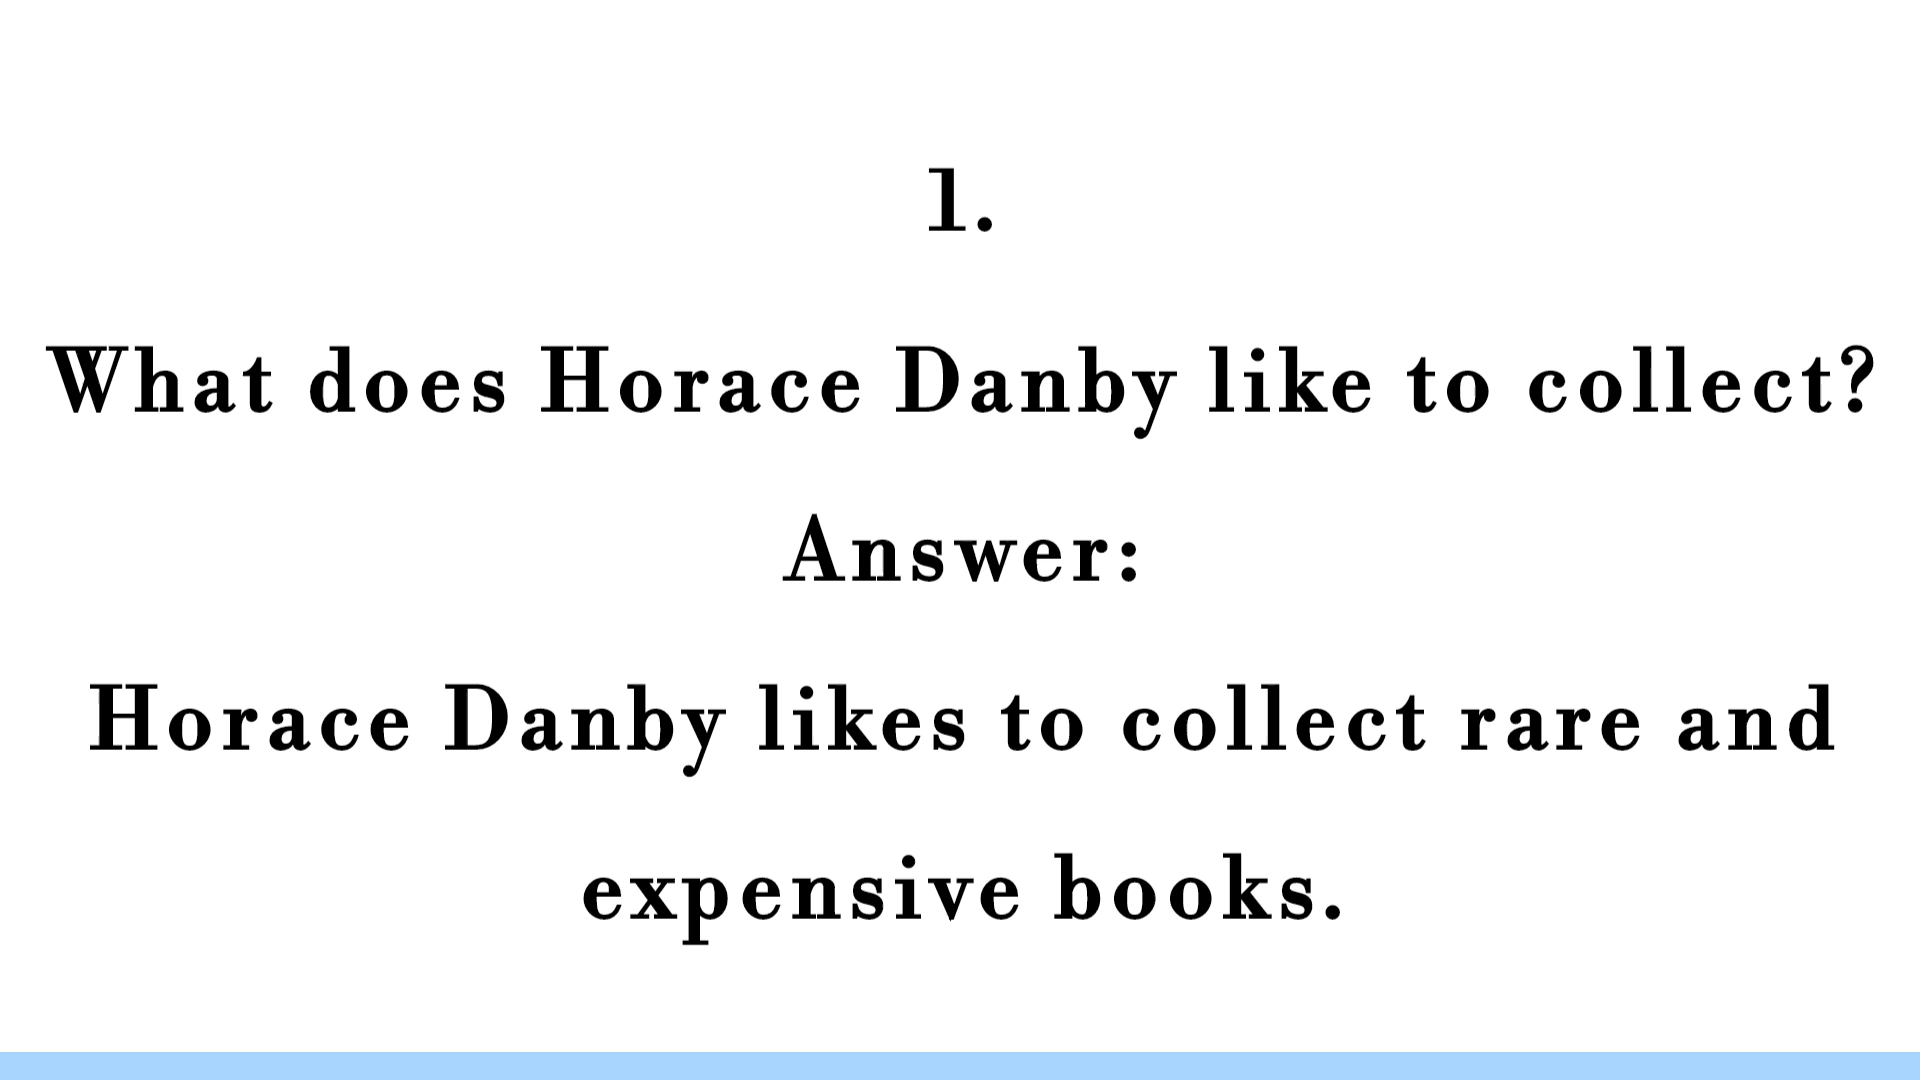 1.
What does Horace Danby like to collect?
Answer:
Horace Danby likes to collect rare and
expensive books.